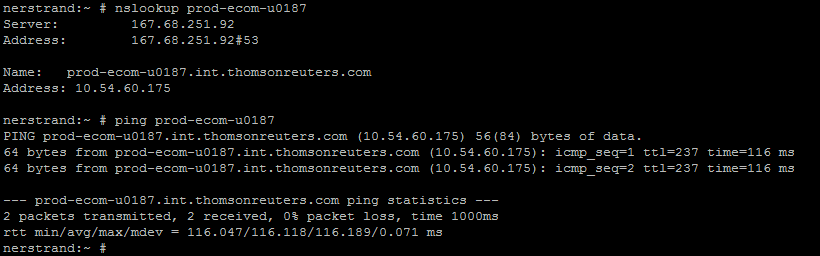 nerstrand:~ # nslookup prod-ecom-u0187
Server:         167.68.251.92
Address:        167.68.251.92#53

Name:   prod-ecom-u0187.int.thomsonreuters.com
Address: 10.54.60.175

nerstrand:~ # ping prod-ecom-u0187
PING prod-ecom-u0187.int.thomsonreuters.com (10.54.60.175) 56(84) bytes of data.
64 bytes from prod-ecom-u0187.int.thomsonreuters.com (10.54.60.175): icmp_seq=1 ttl=237 time=116 ms
64 bytes from prod-ecom-u0187.int.thomsonreuters.com (10.54.60.175): icmp_seq=2 ttl=237 time=116 ms

--- prod-ecom-u0187.int.thomsonreuters.com ping statistics ---
2 packets transmitted, 2 received, 0% packet loss, time 1000ms
rtt min/avg/max/mdev = 116.047/116.118/116.189/0.071 ms
nerstrand:~ #